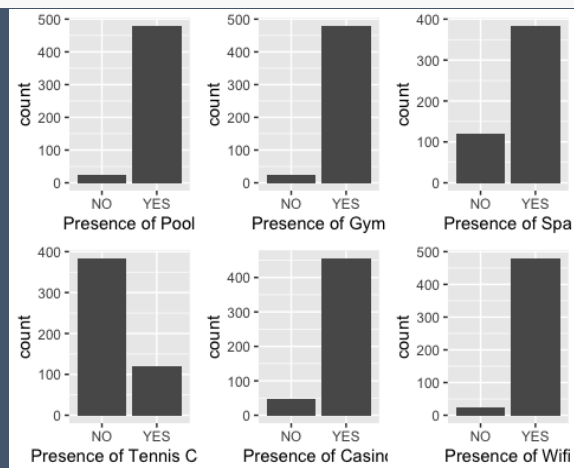 500
400
300
200
100
0
count
NO YES
Presence of Pool
500
400
300
200
100
0
count
NO YES
Presence of Gym
400
300
200
100
0
count
NO YES
Presence of Spa
400
300
200
100
0
count
NO YES
Presence of Tennis C
400
300
200
100
0
count
NO YES
Presence of Casin
500
400
300
200
100
0
count
NO YES
Presence of Wifi